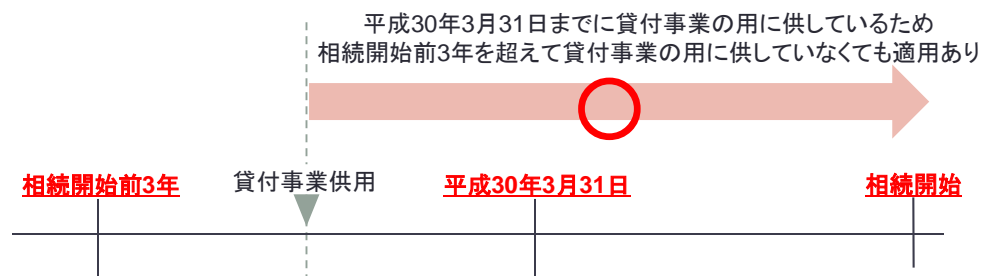 平成30年3月31日までに貸付事業の用に供しているため
相続開始前3年を超えて貸付事業の用に供していなくても適用あり
相続開始前3年
貸付事業供用
平成30年3月31日
相続開始